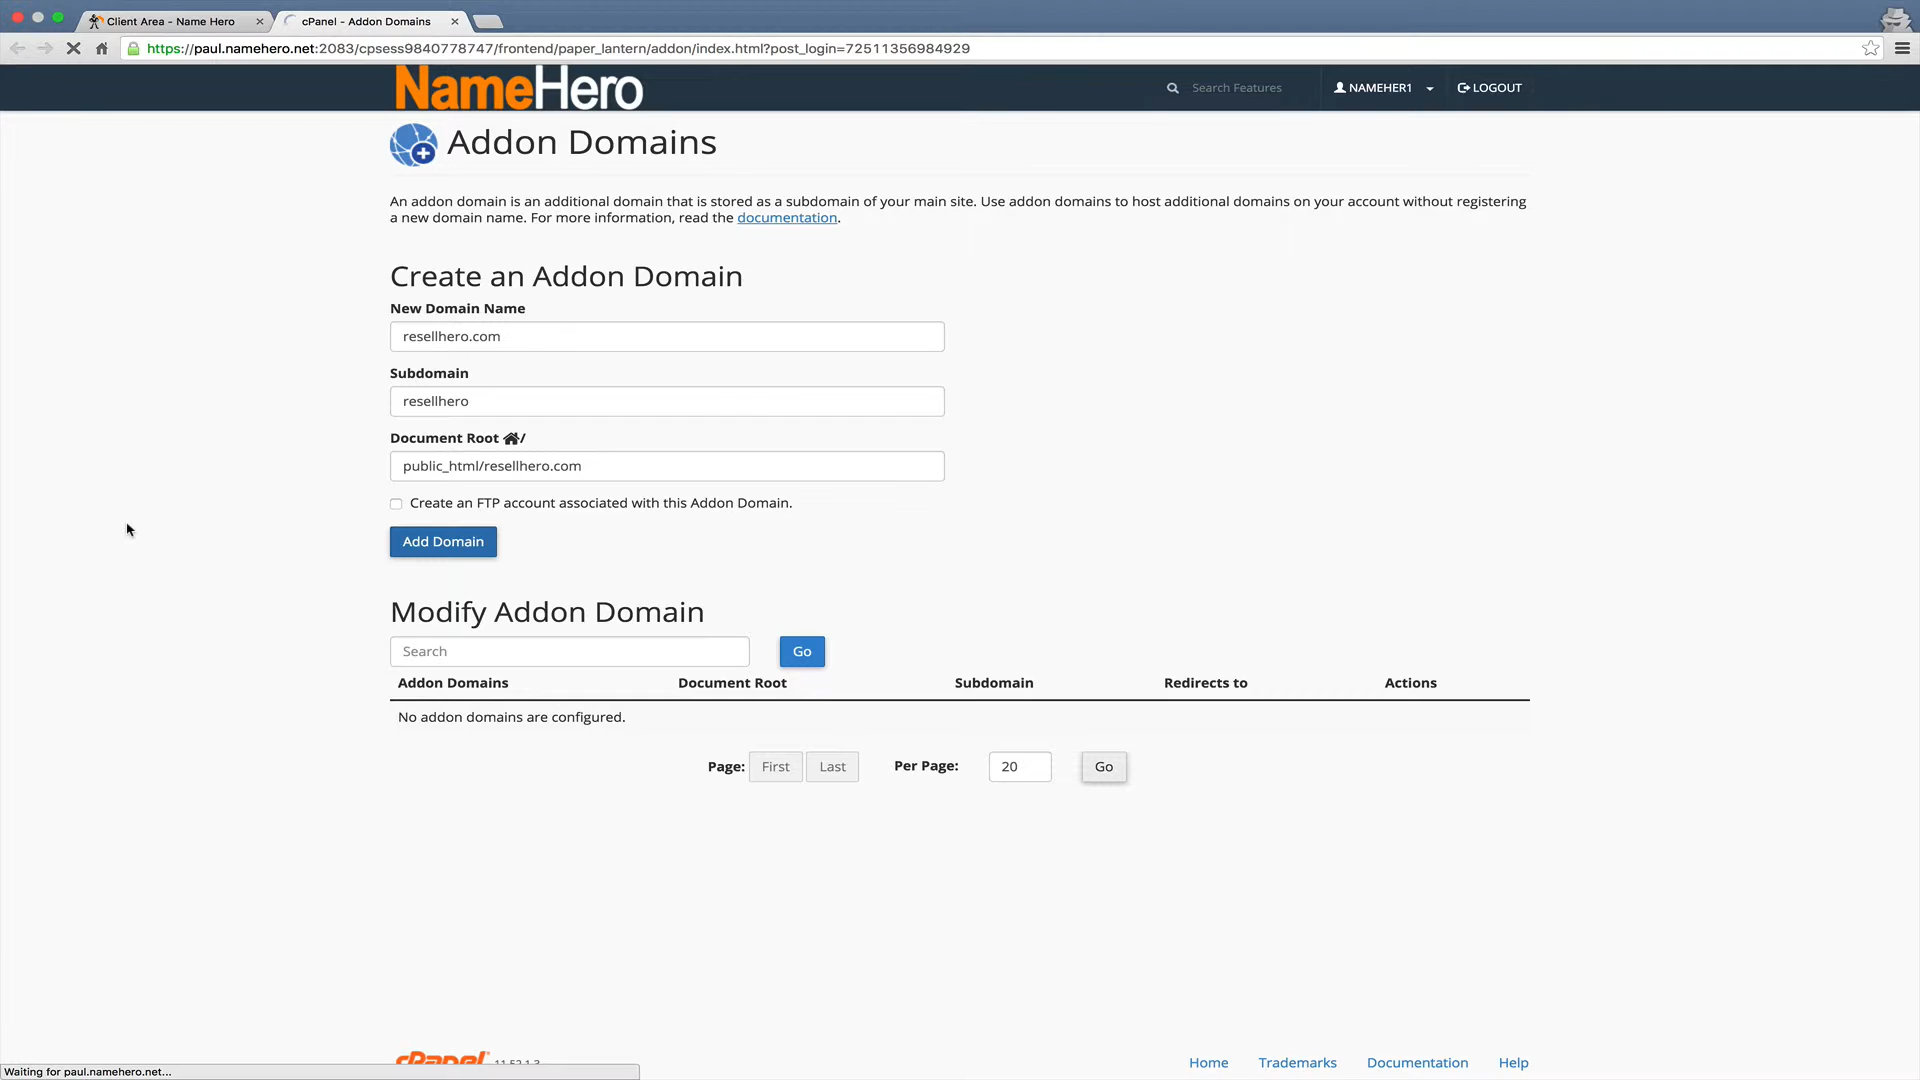 Client Area - Name Hero
cPanel - Addon Domains
https://paul.namehero.net:2083/cpsess9840778747/frontend/paper_lantern/addon/index.html?post_login=72511356984929
NameHero
Search Features
NAMEHER1
LOGOUT
Addon Domains
An addon domain is an additional domain that is stored as a subdomain of your main site. Use addon domains to host additional domains on your account without registering
a new domain name. For more information, read the documentation.
Create an Addon Domain
New Domain Name
resellhero.com
Subdomain
resellhero
Document Root /
public_html/resellhero.com
Create an FTP account associated with this Addon Domain.
Add Domain
Modify Addon Domain
Search
Go
Addon Domains Document Root Subdomain Redirects to Actions
No addon domains are configured.
Page: First Last Per Page: 20 Go
cPanel 11.52.1.3
Home Trademarks Documentation Help
Waiting for paul.namehero.net...